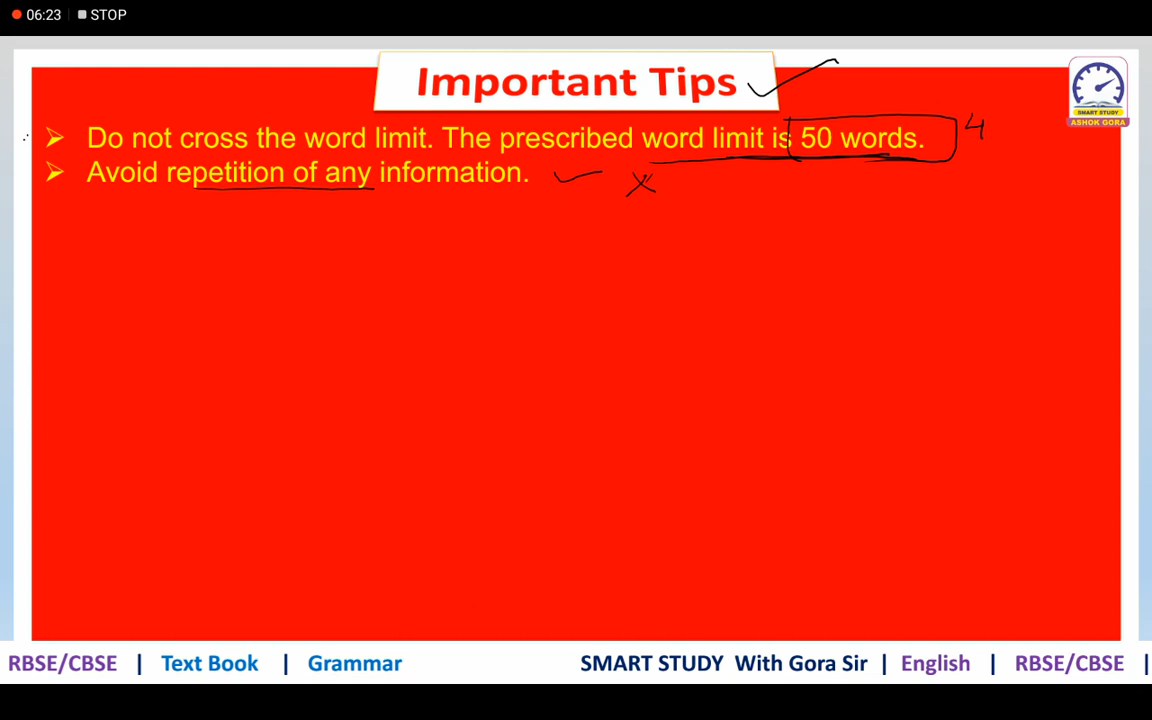 06:23 STOP
Important Tips
SMART STUDY
ASHOK GORA
Do not cross the word limit. The prescribed word limit is 50 words. 4
Avoid repetition of any information.
RBSE/CBSE | Text Book | Grammar SMART STUDY With Gora Sir | English | RBSE/CBSE |